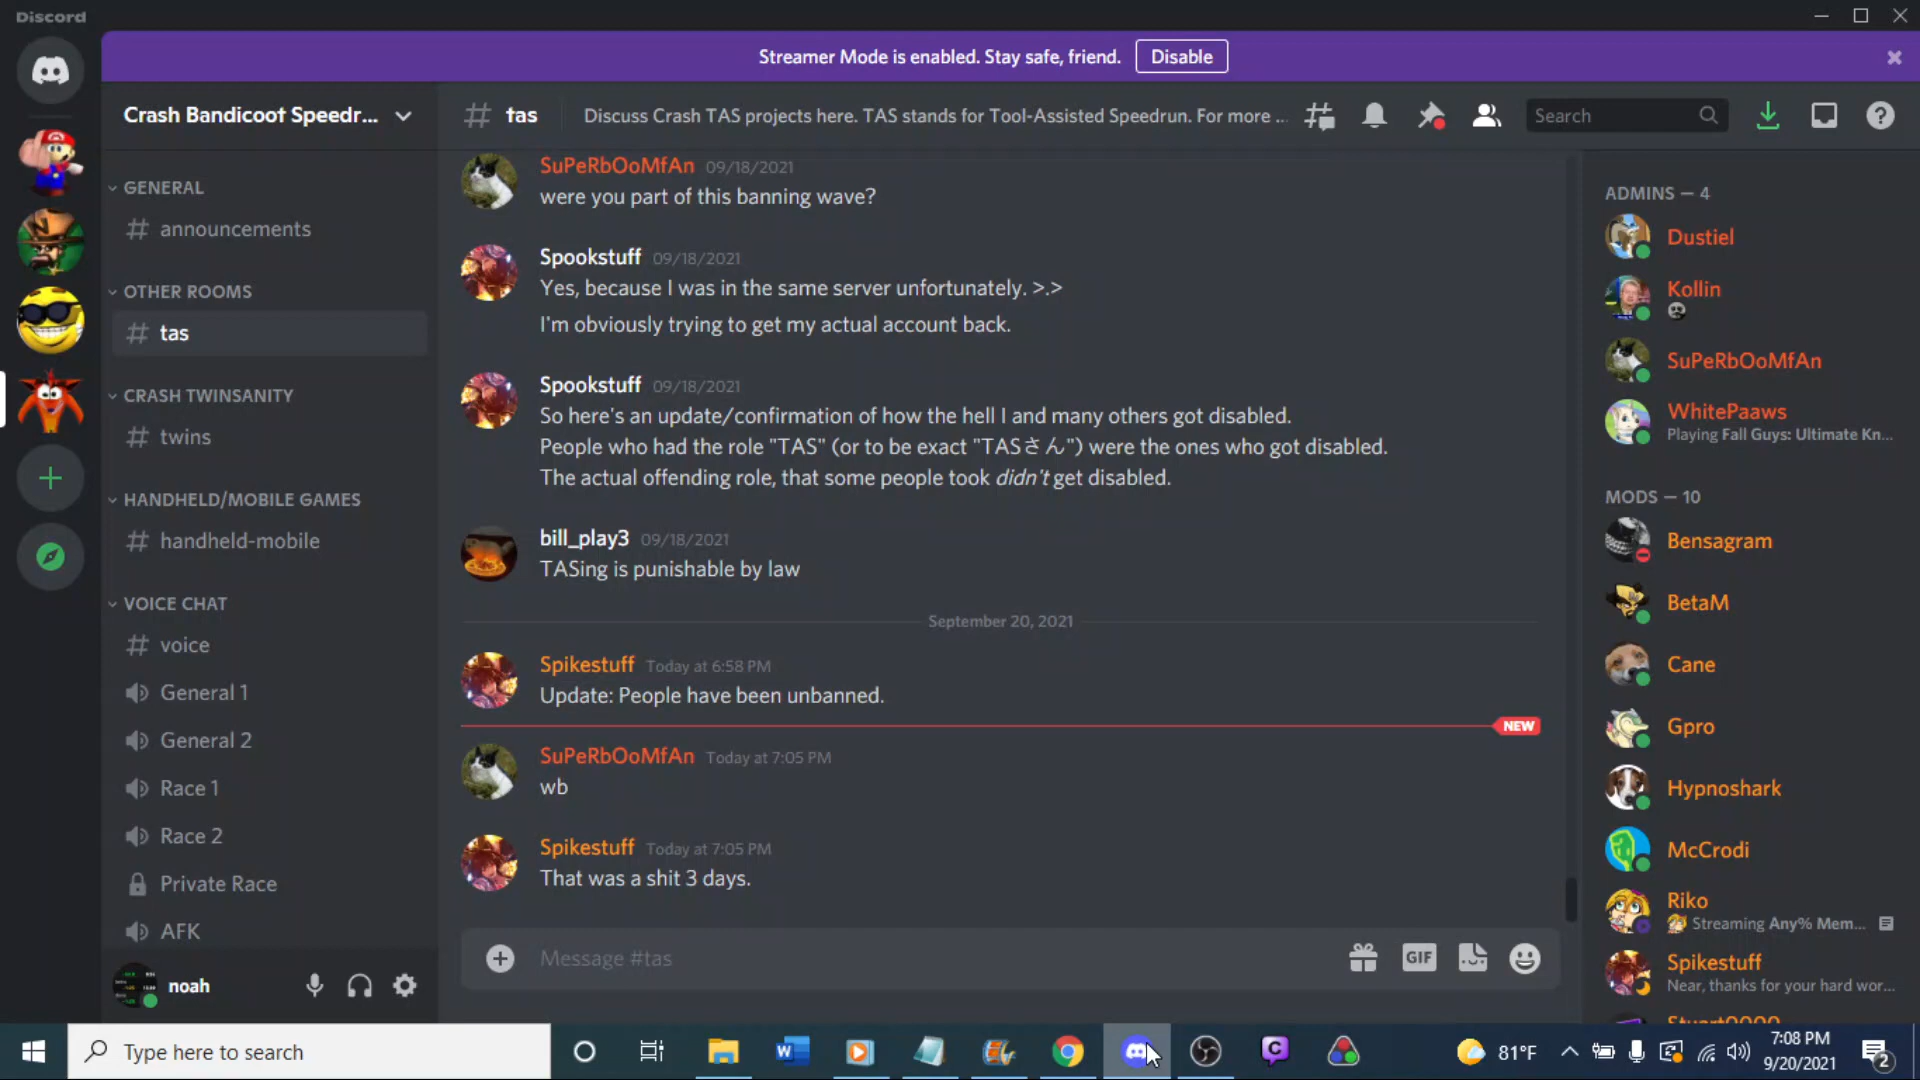 Discord
Streamer Mode is enabled. Stay safe, friend.
Disable
Crash Bandicoot Speedr...
tas
Discuss Crash TAS projects here. TAS stands for Tool-Assisted Speedrun. For more ...
Search
GENERAL
announcements
OTHER ROOMS
tas
CRASH TWINSANITY
twins
HANDHELD/MOBILE GAMES
handheld-mobile
VOICE CHAT
voice
General 1
General 2
Race 1
Race 2
Private Race
AFK
noah
SuPeRbOoMfAn 09/18/2021
were you part of this banning wave?
Spookstuff 09/18/2021
Yes, because I was in the same server unfortunately. >.>
I'm obviously trying to get my actual account back.
Spookstuff 09/18/2021
So here's an update/confirmation of how the hell I and many others got disabled.
People who had the role "TAS" (or to be exact "TASさん") were the ones who got disabled.
The actual offending role, that some people took didn't get disabled.
bill_play3 09/18/2021
TASing is punishable by law
September 20, 2021
Spikestuff Today at 6:58 PM
Update: People have been unbanned.
NEW
SuPeRbOoMfAn Today at 7:05 PM
wb
Spikestuff Today at 7:05 PM
That was a shit 3 days.
Message #tas
GIF
ADMINS — 4
Dustiel
Kollin
SuPeRbOoMfAn
WhitePaaws
Playing Fall Guys: Ultimate Kn...
MODS — 10
Bensagram
BetaM
Cane
Gpro
Hypnoshark
McCrodi
Riko
Streaming Any% Mem...
Spikestuff
Near, thanks for your hard wor...
Type here to search
81°F
7:08 PM
9/20/2021
2